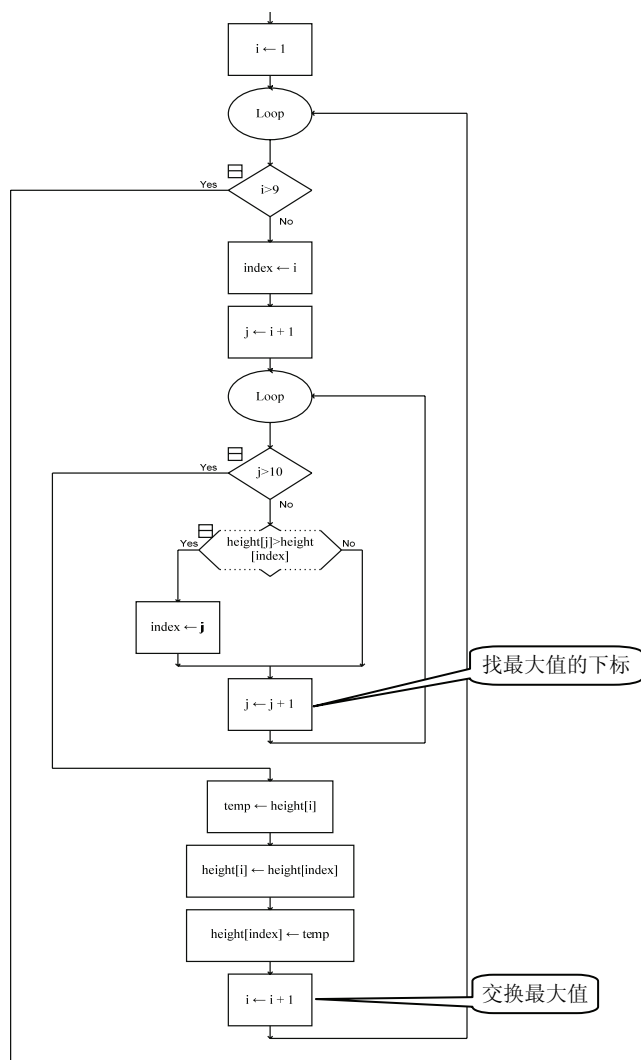 i ← 1
Loop
Yes
i>9
No
index ← i
j ← i + 1
Loop
Yes
j>10
No
Yes
height[j]>height
[index]
No
index ← j
找最大值的下标
j ← j + 1
temp ← height[i]
height[i] ← height[index]
height[index] ← temp
i ← i + 1
交换最大值